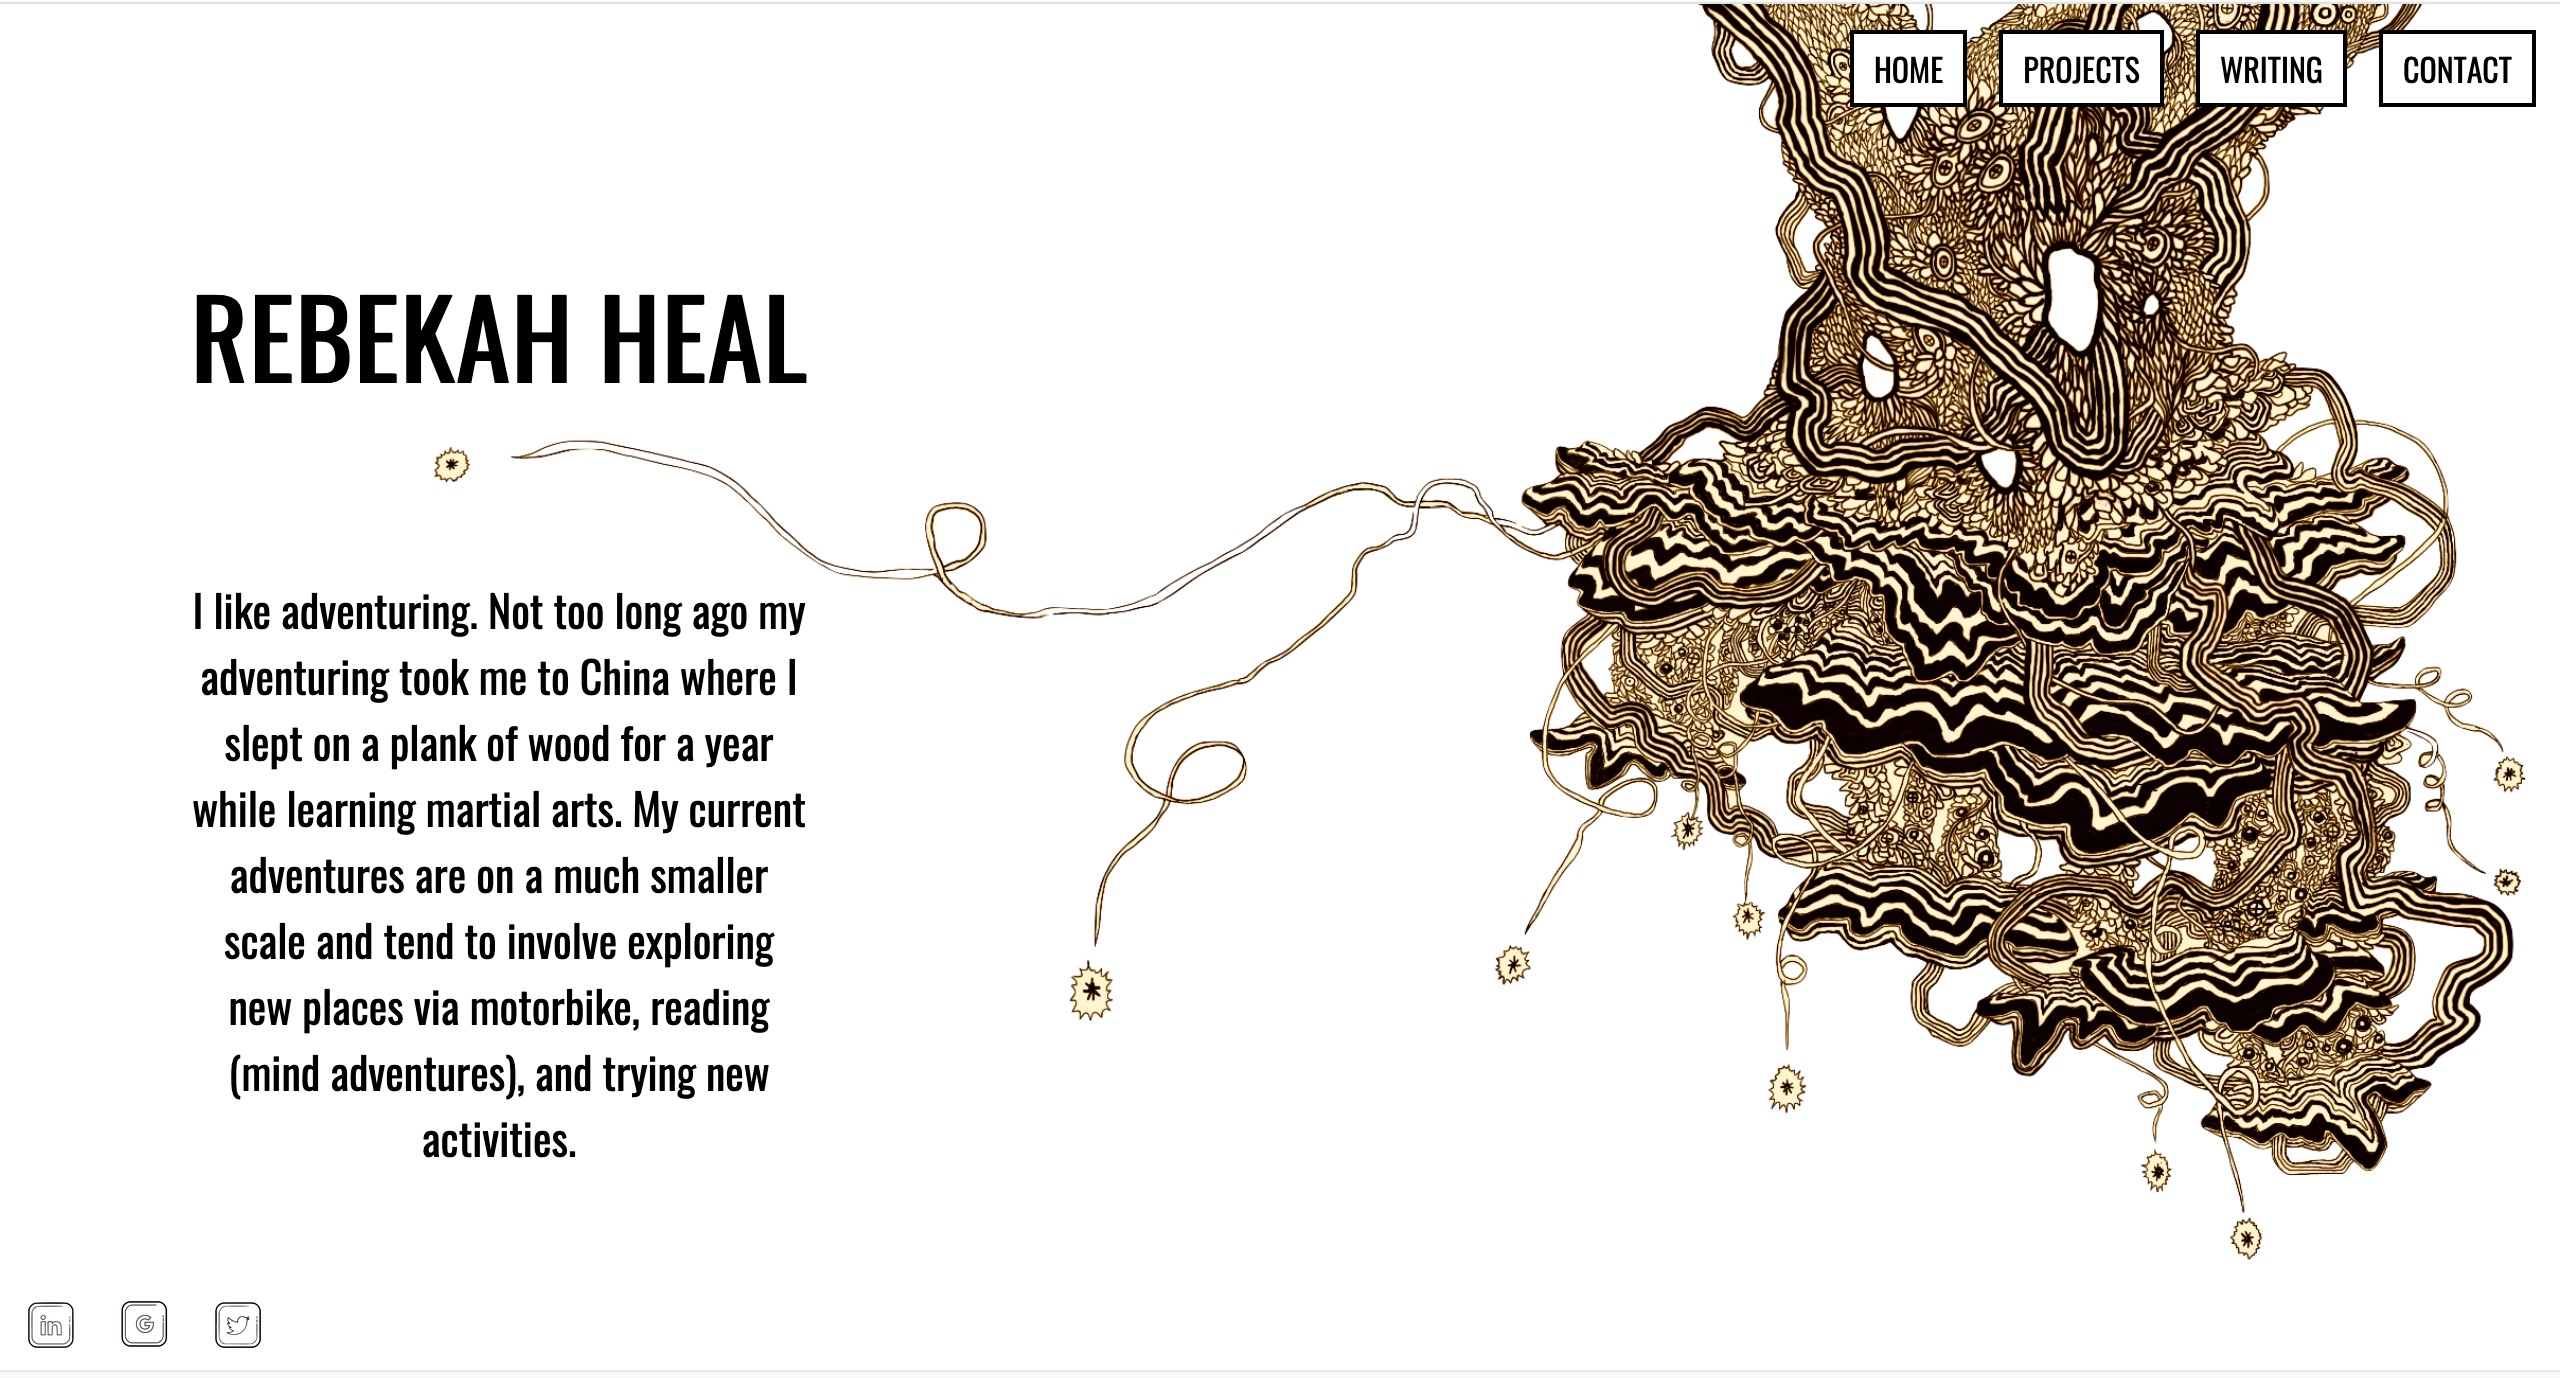 HOME PROJECTS WRITING CONTACT
REBEKAH HEAL
I like adventuring. Not too long ago my
adventuring took me to China where I
slept on a plank of wood for a year
while learning martial arts. My current
adventures are on a much smaller
scale and tend to involve exploring
new places via motorbike, reading
(mind adventures), and trying new
activities.
in G